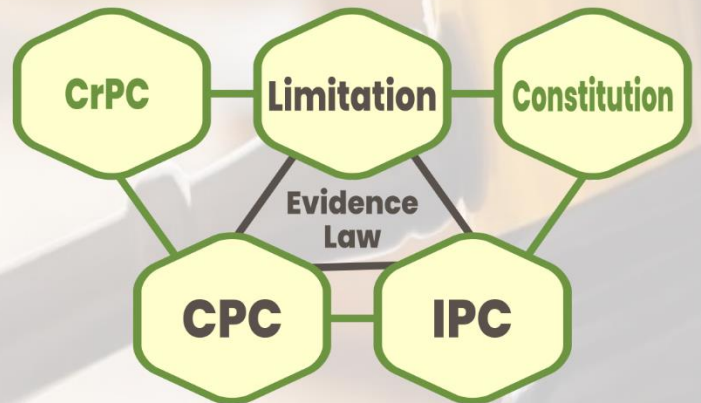 CrPC
Limitation
Constitution
Evidence
Law
CPC
IPC